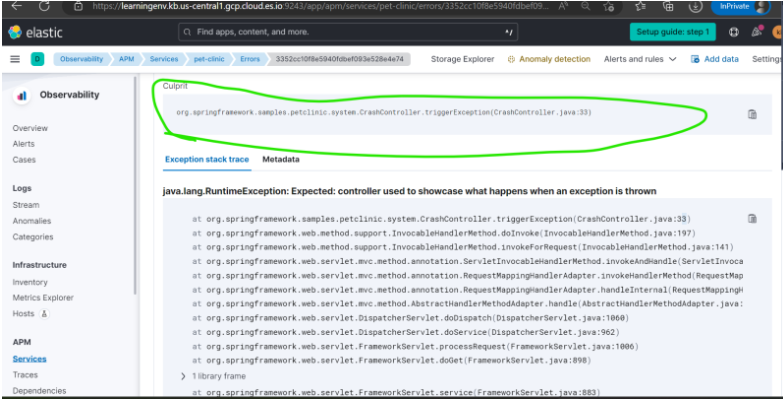 https://learningenv.kb.us-central1.gcp.cloud.es.io:9243/app/apm/services/pet-clinic/errors/3352cc10f8e5940fdbef09...
InPrivate
elastic
Find apps, content, and more.
Setup guide: step 1
D
Observability
APM
Services
pet-clinic
Errors
3352cc10f8e5940fdbef093e528e4e74
Storage Explorer
Anomaly detection
Alerts and rules
Add data
Settings
Observability
Overview
Alerts
Cases
Logs
Stream
Anomalies
Categories
Infrastructure
Inventory
Metrics Explorer
Hosts
APM
Services
Traces
Dependencies
Culprit
org.springframework.samples.petclinic.system.CrashController.triggerException(CrashController.java:33)
Exception stack trace
Metadata
java.lang.RuntimeException: Expected: controller used to showcase what happens when an exception is thrown
at org.springframework.samples.petclinic.system.CrashController.triggerException(CrashController.java:33)
at org.springframework.web.method.support.InvocableHandlerMethod.doInvoke(InvocableHandlerMethod.java:197)
at org.springframework.web.method.support.InvocableHandlerMethod.invokeForRequest(InvocableHandlerMethod.java:141)
at org.springframework.web.servlet.mvc.method.annotation.ServletInvocableHandlerMethod.invokeAndHandle(ServletInvoca
at org.springframework.web.servlet.mvc.method.annotation.RequestMappingHandlerAdapter.invokeHandlerMethod(RequestMap
at org.springframework.web.servlet.mvc.method.annotation.RequestMappingHandlerAdapter.handleInternal(RequestMappingH
at org.springframework.web.servlet.mvc.method.AbstractHandlerMethodAdapter.handle(AbstractHandlerMethodAdapter.java:
at org.springframework.web.servlet.DispatcherServlet.doDispatch(DispatcherServlet.java:1060)
at org.springframework.web.servlet.DispatcherServlet.doService(DispatcherServlet.java:962)
at org.springframework.web.servlet.FrameworkServlet.processRequest(FrameworkServlet.java:1006)
at org.springframework.web.servlet.FrameworkServlet.doGet(FrameworkServlet.java:898)
1 library frame
at org.springframework.web.servlet.FrameworkServlet.service(FrameworkServlet.java:883)